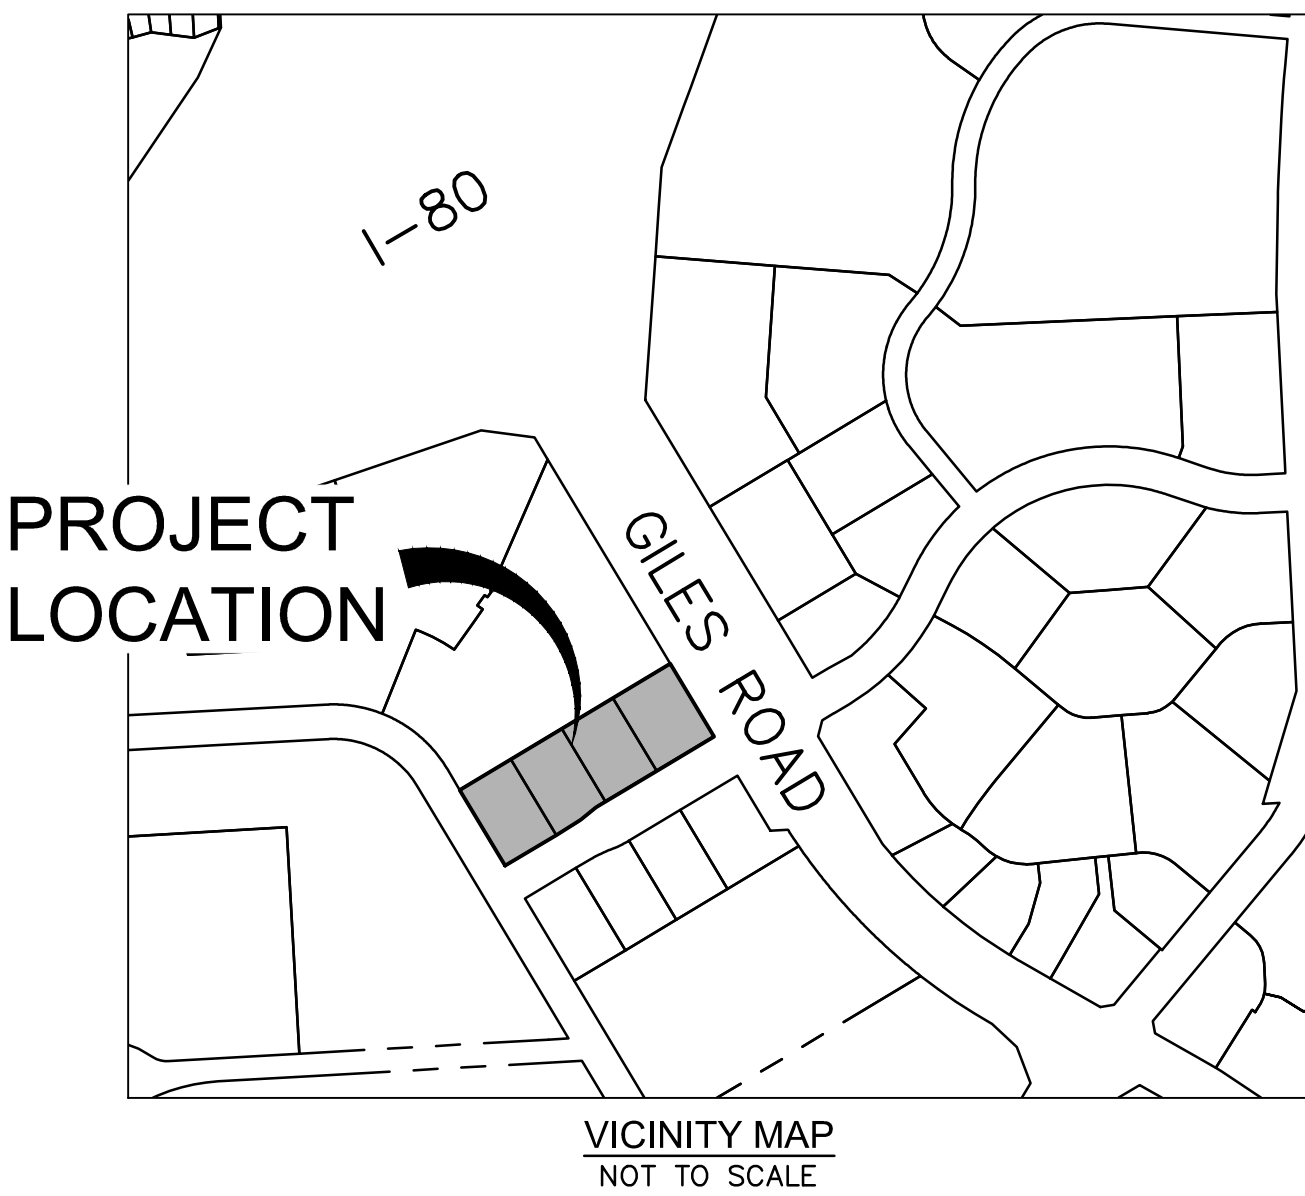 I-80
PROJECT
LOCATION
GILES ROAD
VICINITY MAP
NOT TO SCALE